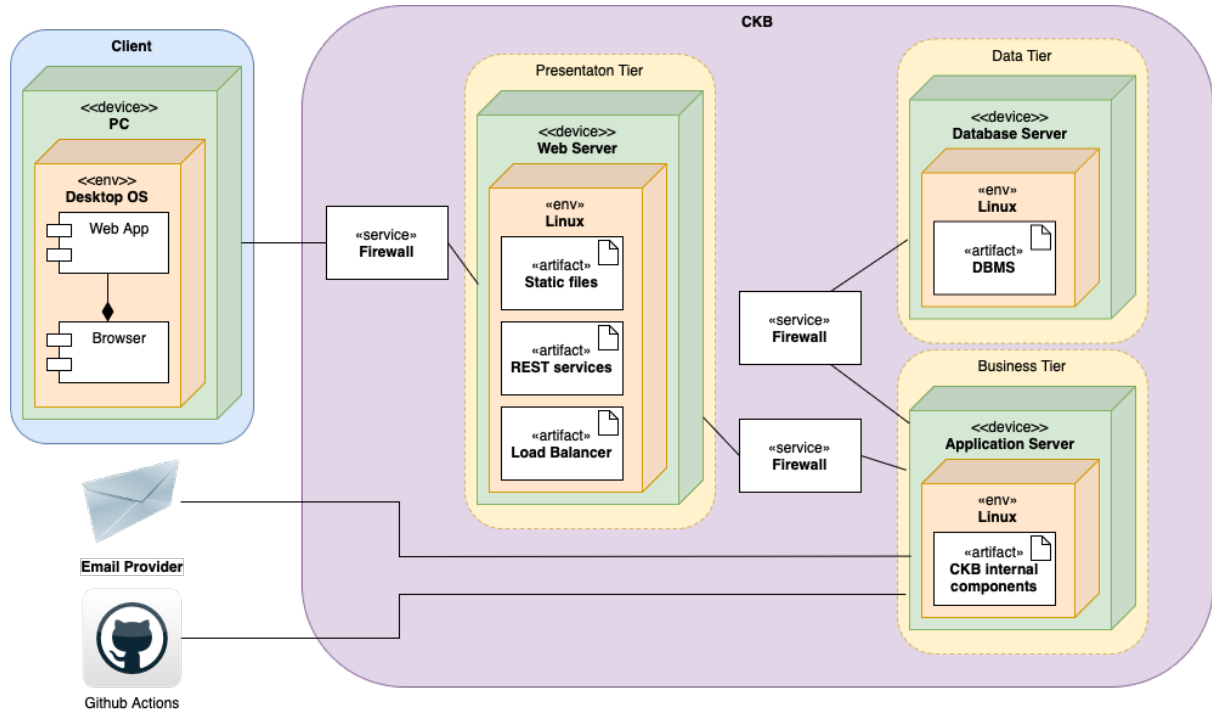 CKB
Client
<<device>>
PC
<<env>>
Desktop OS
Web App
Browser
«service»
Firewall
Presentaton Tier
<<device>>
Web Server
«env»
Linux
«artifact»
Static files
«artifact»
REST services
«artifact»
Load Balancer
«service»
Firewall
«service»
Firewall
Data Tier
<<device>>
Database Server
«env»
Linux
«artifact»
DBMS
Business Tier
<<device>>
Application Server
«env»
Linux
«artifact»
CKB internal
components
Email Provider
Github Actions